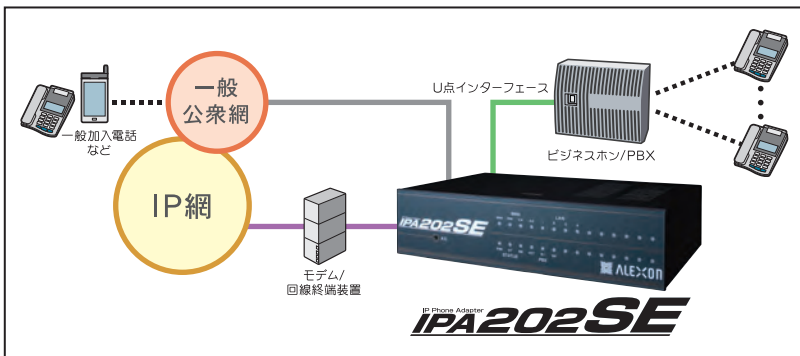 一般
公衆網
U点インターフェース
一般加入電話
など
ビジネスホン/PBX
IP網
IPA202SE
ALEXON
モデム/
回線終端装置
IP Phone Adapter
IPA202SE